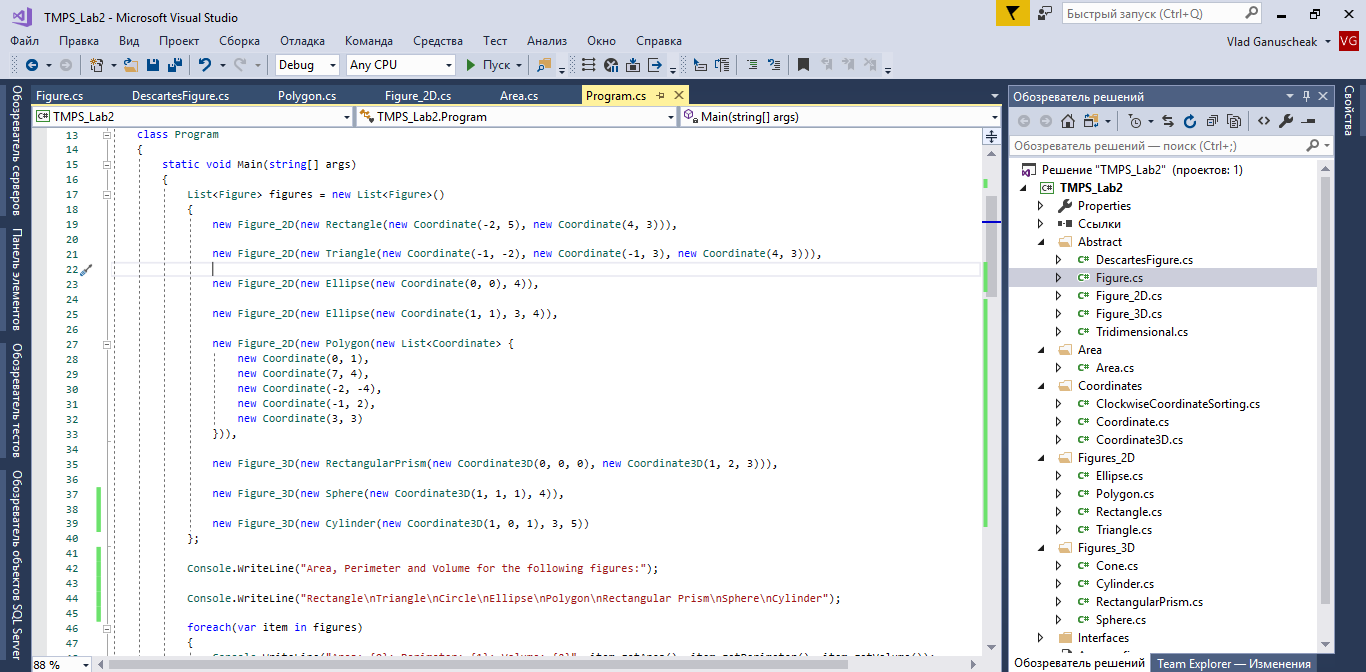 TMPS_Lab2 - Microsoft Visual Studio
Быстрый запуск (Ctrl+Q)
Файл Правка Вид Проект Сборка Отладка Команда Средства Тест Анализ Окно Справка
Vlad Ganuscheak VG
Debug Any CPU Пуск
Figure.cs DescartesFigure.cs Polygon.cs Figure_2D.cs Area.cs Program.cs
C# TMPS_Lab2 TMPS_Lab2.Program Main(string[] args)
13 class Program
14 {
15 static void Main(string[] args)
16 {
17 List<Figure> figures = new List<Figure>()
18 {
19 new Figure_2D(new Rectangle(new Coordinate(-2, 5), new Coordinate(4, 3))),
20
21 new Figure_2D(new Triangle(new Coordinate(-1, -2), new Coordinate(-1, 3), new Coordinate(4, 3))),
22
23 new Figure_2D(new Ellipse(new Coordinate(0, 0), 4)),
24
25 new Figure_2D(new Ellipse(new Coordinate(1, 1), 3, 4)),
26
27 new Figure_2D(new Polygon(new List<Coordinate> {
28 new Coordinate(0, 1),
29 new Coordinate(7, 4),
30 new Coordinate(-2, -4),
31 new Coordinate(-1, 2),
32 new Coordinate(3, 3)
33 })),
34
35 new Figure_3D(new RectangularPrism(new Coordinate3D(0, 0, 0), new Coordinate3D(1, 2, 3))),
36
37 new Figure_3D(new Sphere(new Coordinate3D(1, 1, 1), 4)),
38
39 new Figure_3D(new Cylinder(new Coordinate3D(1, 0, 1), 3, 5))
40 };
41
42 Console.WriteLine("Area, Perimeter and Volume for the following figures:");
43
44 Console.WriteLine("Rectangle\nTriangle\nCircle\nEllipse\nPolygon\nRectangular Prism\nSphere\nCylinder");
45
46 foreach(var item in figures)
47 {
88 %
Обозреватель серверов
Панель элементов
Обозреватель тестов
Обозреватель объектов SQL Server
Обозреватель решений
Обозреватель решений — поиск (Ctrl+;)
Решение "TMPS_Lab2" (проектов: 1)
C# TMPS_Lab2
Properties
Ссылки
Abstract
C# DescartesFigure.cs
C# Figure.cs
C# Figure_2D.cs
C# Figure_3D.cs
C# Tridimensional.cs
Area
C# Area.cs
Coordinates
C# ClockwiseCoordinateSorting.cs
C# Coordinate.cs
C# Coordinate3D.cs
Figures_2D
C# Ellipse.cs
C# Polygon.cs
C# Rectangle.cs
C# Triangle.cs
Figures_3D
C# Cone.cs
C# Cylinder.cs
C# RectangularPrism.cs
C# Sphere.cs
Interfaces
Обозреватель решений Team Explorer — Изменения
Свойства